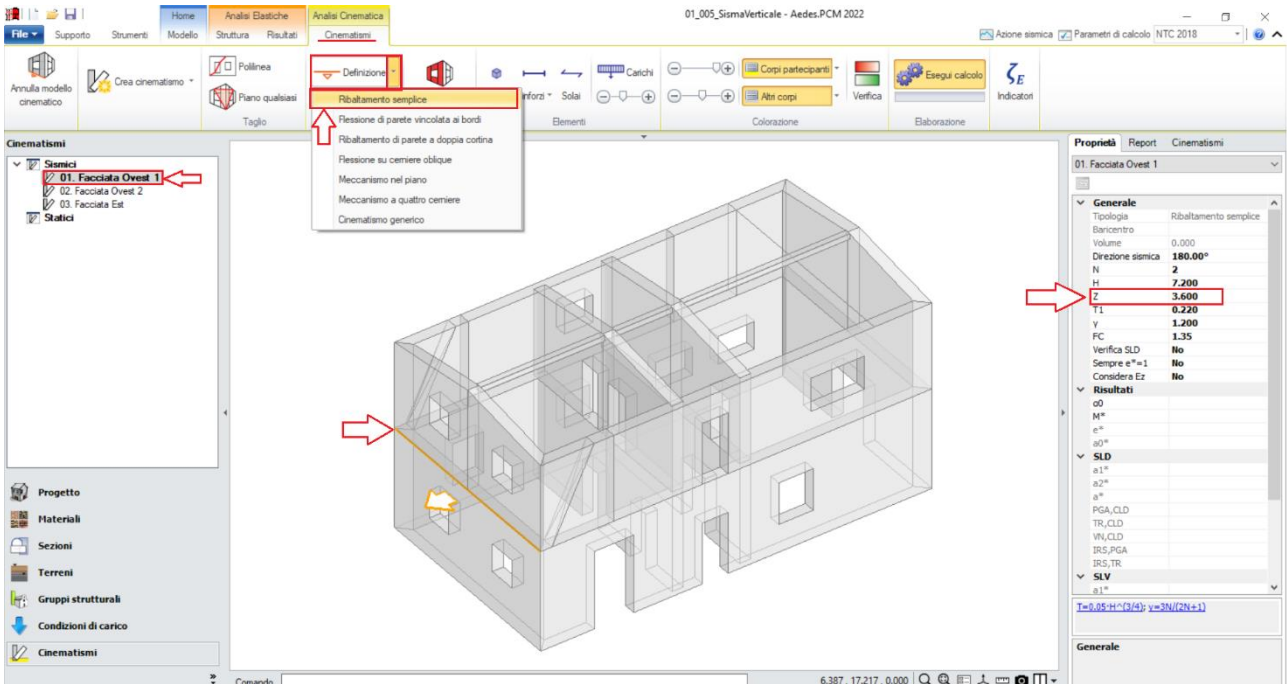 Home
Analisi Elastiche
Analisi Cinematica
01_005_SismaVerticale - Aedes.PCM 2022
File
Supporto
Strumenti
Modello
Struttura
Risultati
Cinematismi
Azione sismica
Parametri di calcolo
NTC 2018
Annulla modello
cinematico
Crea cinematismo
Polilinea
Piano qualsiasi
Taglio
Definizione
Ribaltamento semplice
Flessione di parete vincolata ai bordi
Ribaltamento di parete a doppia cortina
Flessione su cerniere oblique
Meccanismo nel piano
Meccanismo a quattro cerniere
Cinematismo generico
Solai
Carichi
Elementi
Corpi partecipanti
Altri corpi
Colorazione
Verifica
Esegui calcolo
Elaborazione
ζE
Indicatori
Cinematismi
Sismici
01. Facciata Ovest 1
02. Facciata Ovest 2
03. Facciata Est
Statici
Progetto
Materiali
Sezioni
Terreni
Gruppi strutturali
Condizioni di carico
Cinematismi
Comando
6.387 , 17.217 , 0.000
Proprietà Report Cinematismi
01. Facciata Ovest 1
Generale
Tipologia Ribaltamento semplice
Baricentro
Volume 0.000
Direzione sismica 180.00°
N 2
H 7.200
Z 3.600
T1 0.220
γ 1.200
FC 1.35
Verifica SLD No
Sempre e*=1 No
Considera Ez No
Risultati
α0
M*
e*
a0*
SLD
a1*
a2*
a*
PGA,CLD
TR,CLD
VN,CLD
IRS,PGA
IRS,TR
SLV
a1*
T=0.05·H^(3/4); γ=3N/(2N+1)
Generale